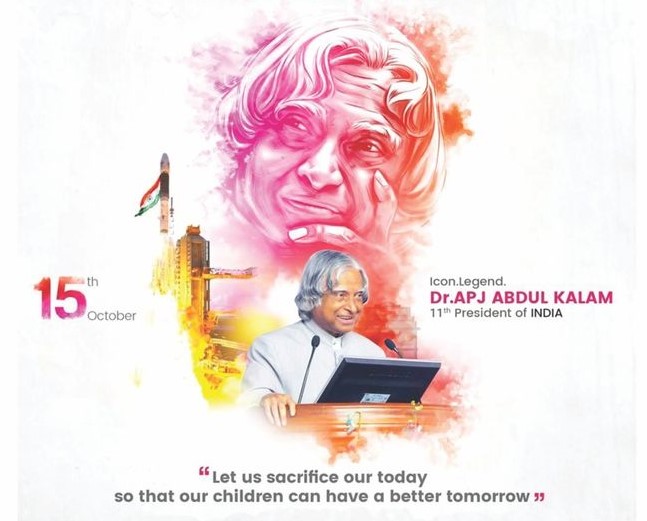 15th
October
Icon.Legend.
Dr.APJ ABDUL KALAM
11th President of INDIA
“Let us sacrifice our today
so that our children can have a better tomorrow”